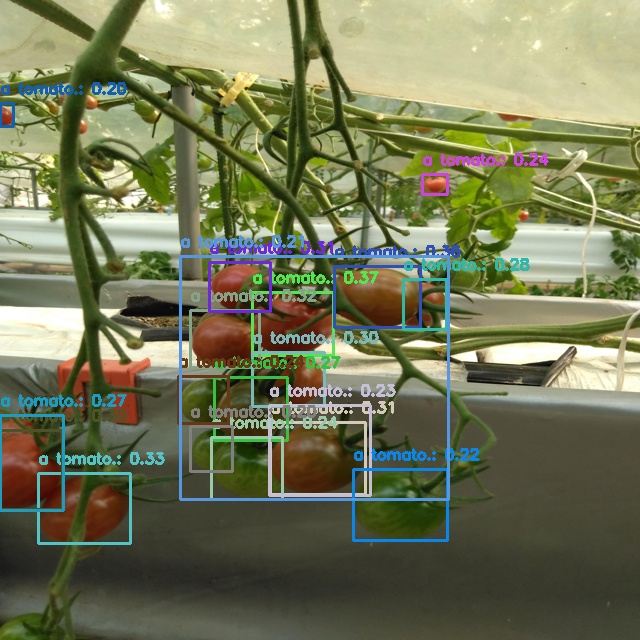 a tomato.: 0.26
a tomato.: 0.24
a tomato.: 0.21
a tomato.: 0.31
a tomato.: 0.36
a tomato.: 0.28
a tomato.: 0.37
a tomato.: 0.32
a tomato.: 0.30
0.27
a tomato.: 0.23
a tomato.: 0.31
0.24
a tomato.: 0.27
a tomato.: 0.33
a tomato.: 0.22